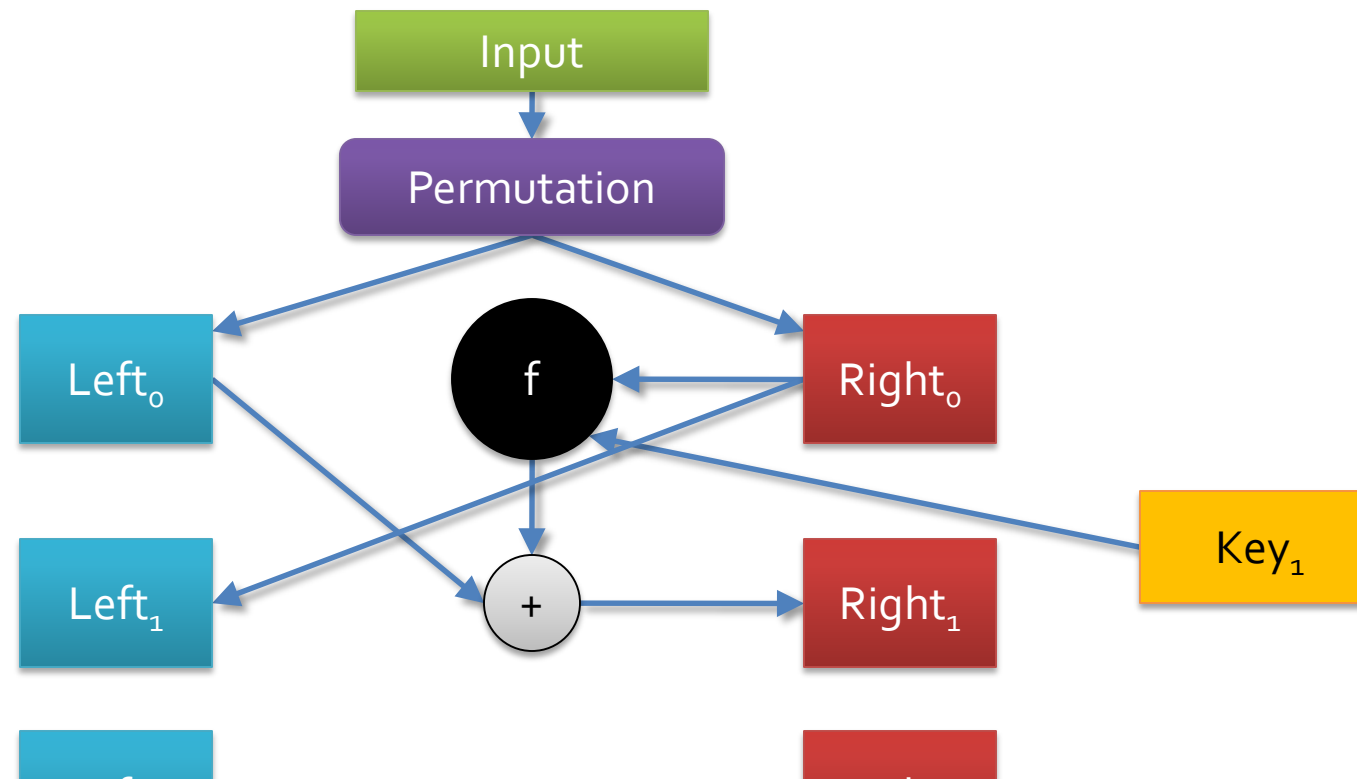 Input
Permutation
Left₀
f
Right₀
Key₁
Left₁
+
Right₁